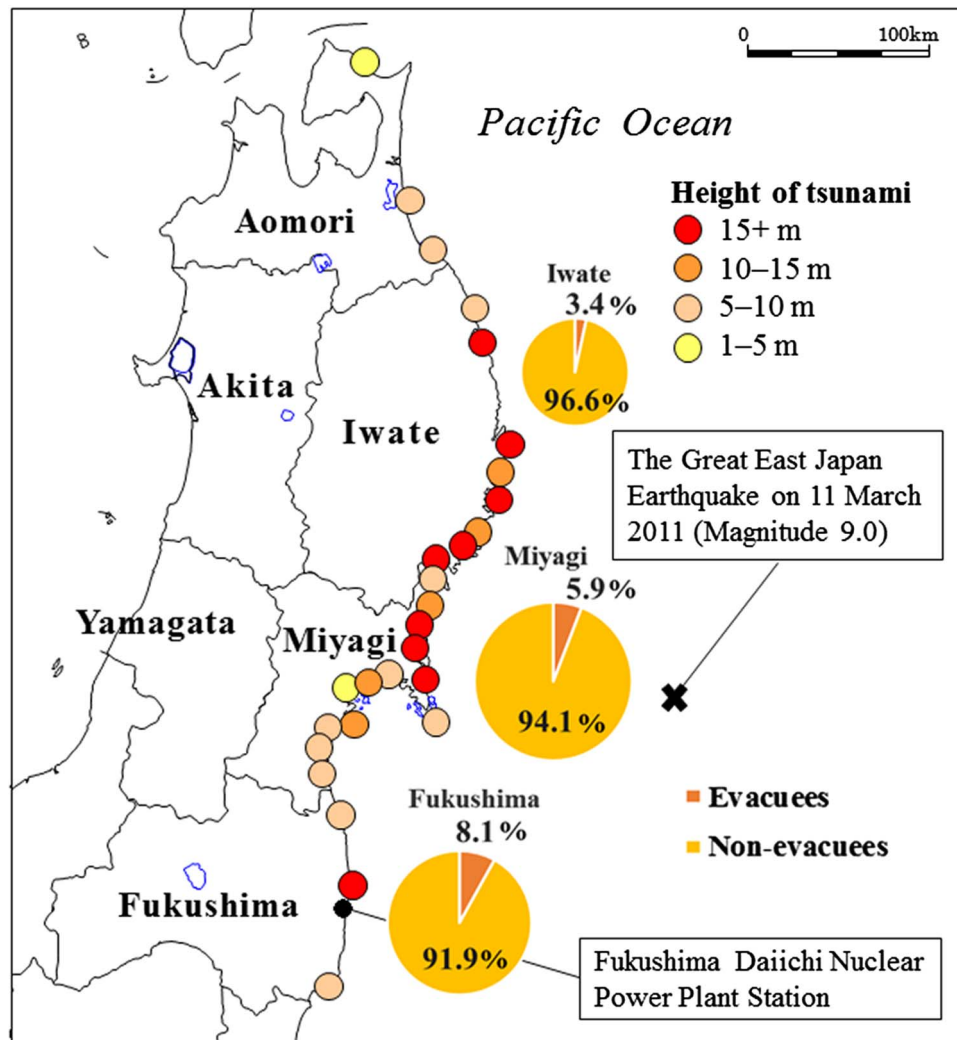 0 100km
Pacific Ocean
Height of tsunami
15+ m
10–15 m
5–10 m
1–5 m
Aomori
Iwate
3.4%
96.6%
Akita
Iwate
The Great East Japan
Earthquake on 11 March
2011 (Magnitude 9.0)
Miyagi
5.9%
94.1%
Yamagata
Miyagi
Evacuees
Non-evacuees
Fukushima
8.1%
91.9%
Fukushima
Fukushima Daiichi Nuclear
Power Plant Station